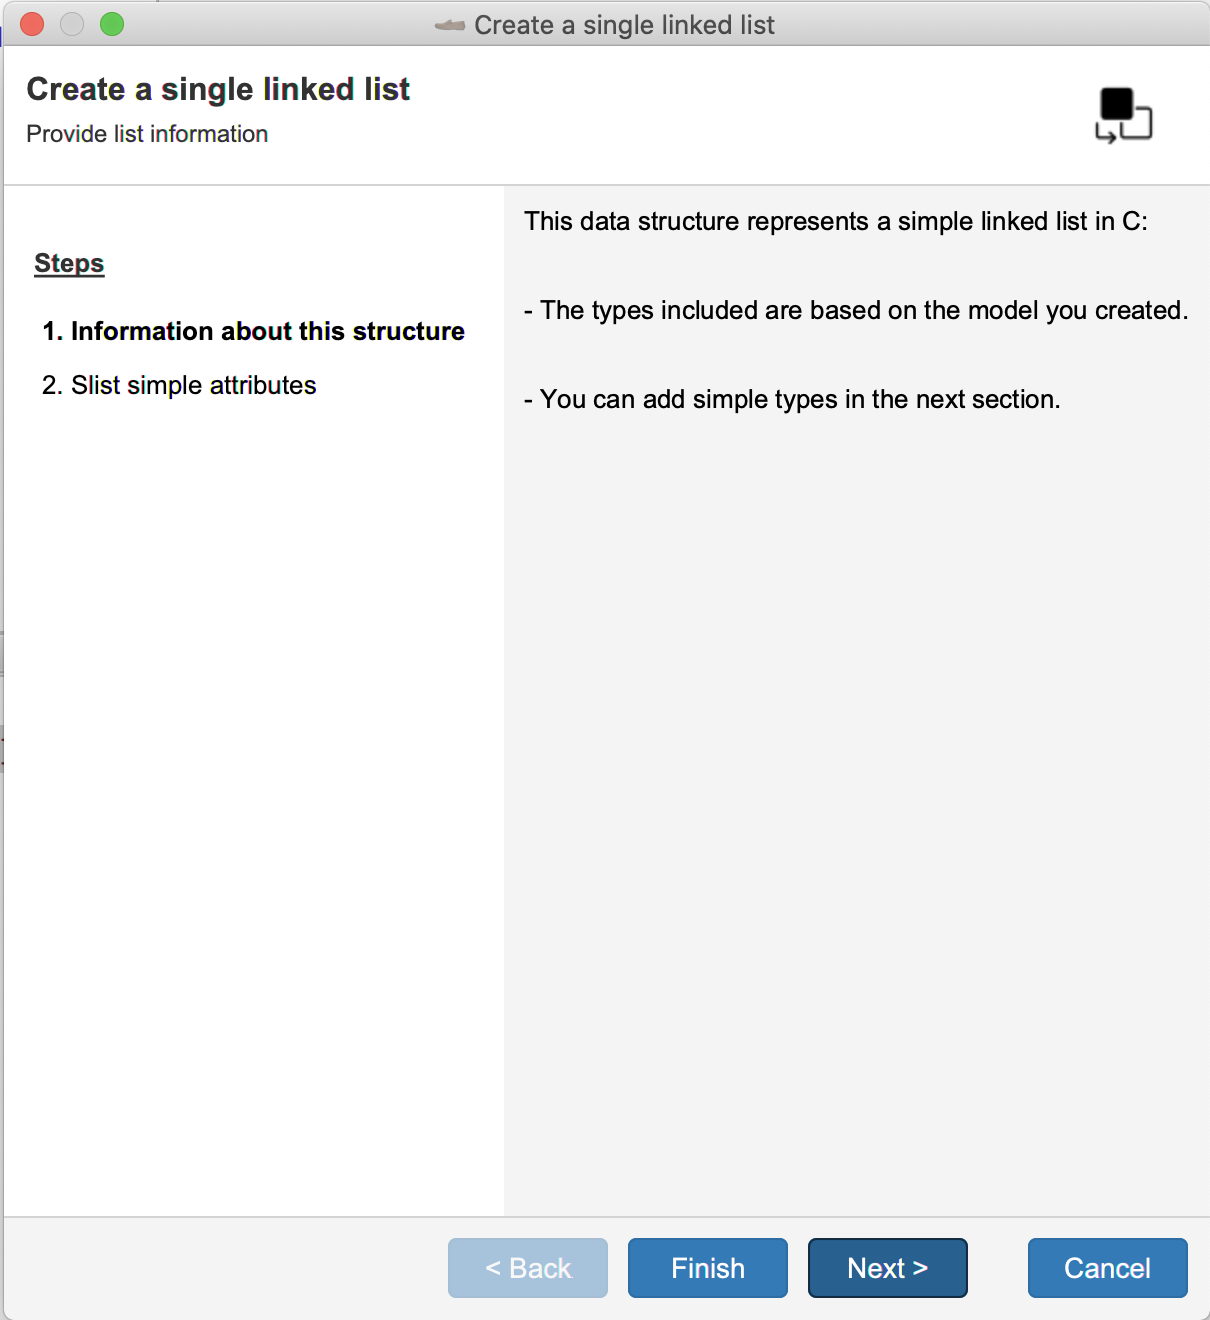 Create a single linked list
Create a single linked list
Provide list information
Steps
1. Information about this structure
2. Slist simple attributes
This data structure represents a simple linked list in C:
- The types included are based on the model you created.
- You can add simple types in the next section.
< Back
Finish
Next >
Cancel